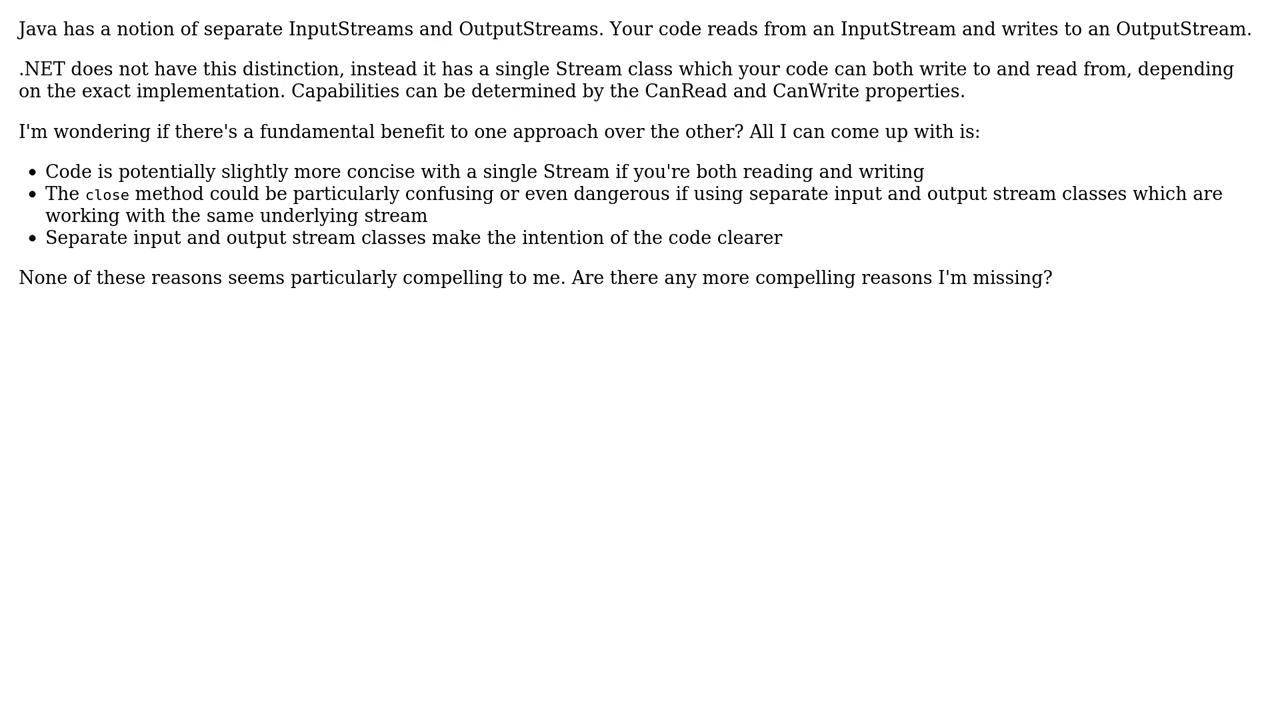 Java has a notion of separate InputStreams and OutputStreams. Your code reads from an InputStream and writes to an OutputStream.
.NET does not have this distinction, instead it has a single Stream class which your code can both write to and read from, depending
on the exact implementation. Capabilities can be determined by the CanRead and CanWrite properties.
I'm wondering if there's a fundamental benefit to one approach over the other? All I can come up with is:
• Code is potentially slightly more concise with a single Stream if you're both reading and writing
• The close method could be particularly confusing or even dangerous if using separate input and output stream classes which are
working with the same underlying stream
• Separate input and output stream classes make the intention of the code clearer
None of these reasons seems particularly compelling to me. Are there any more compelling reasons I'm missing?